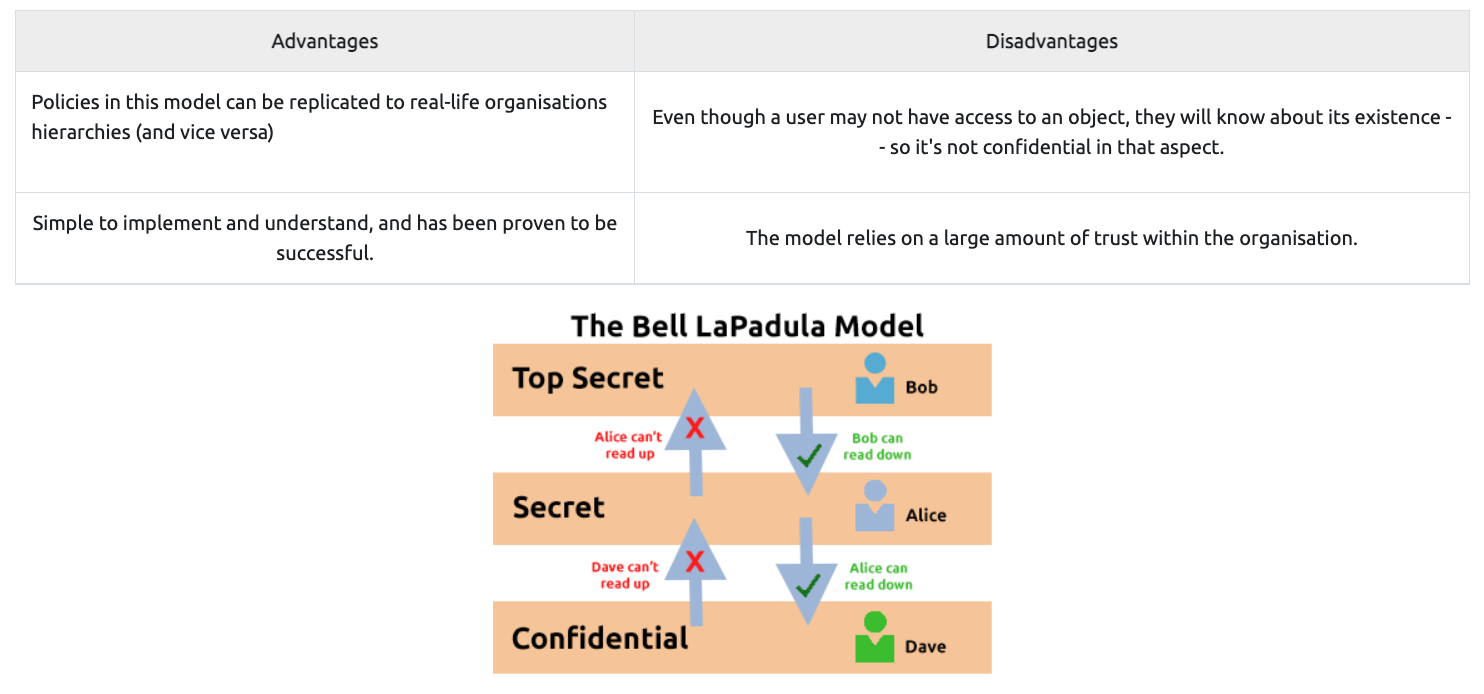 Advantages
Disadvantages
Policies in this model can be replicated to real-life organisations
hierarchies (and vice versa)
Even though a user may not have access to an object, they will know about its existence -
- so it's not confidential in that aspect.
Simple to implement and understand, and has been proven to be
successful.
The model relies on a large amount of trust within the organisation.
The Bell LaPadula Model
Top Secret
Bob
Alice can't
read up
X
Bob can
read down
Secret
Alice
Dave can't
read up
X
Alice can
read down
Confidential
Dave